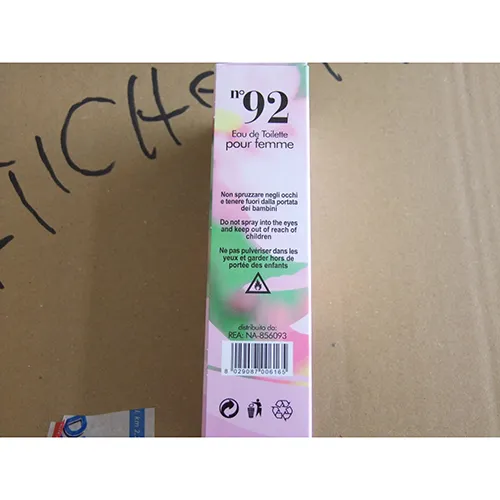 n° 92
Eau de Toilette
pour femme
Non spruzzare negli occhi
e tenere fuori dalla portata
dei bambini
Do not spray into the eyes
and keep out of reach of
children
Ne pas pulveriser dans les
yeux et garder hors de
portée des enfants
distribuito da:
REA: NA-856093
8 029087 006165